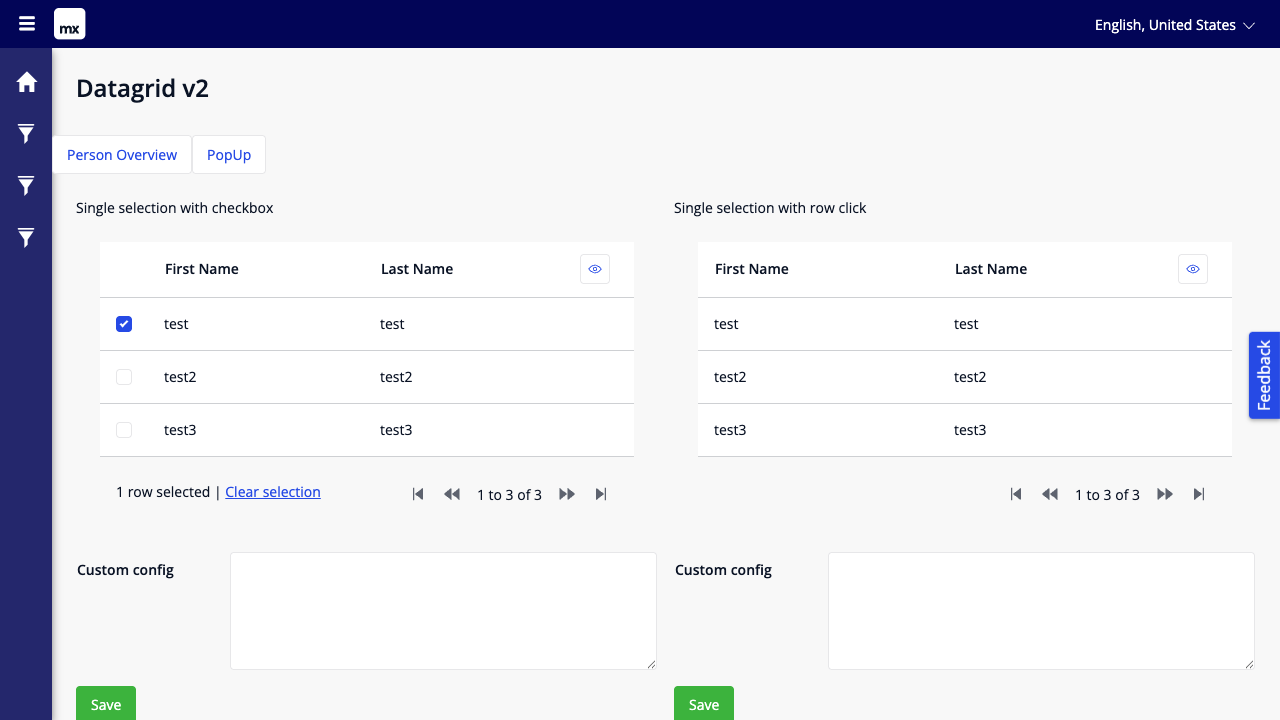 mx
English, United States
Datagrid v2
Person Overview
PopUp
Single selection with checkbox
First Name Last Name
test test
test2 test2
test3 test3
1 row selected | Clear selection
1 to 3 of 3
Custom config
Save
Single selection with row click
First Name Last Name
test test
test2 test2
test3 test3
1 to 3 of 3
Custom config
Save
Feedback